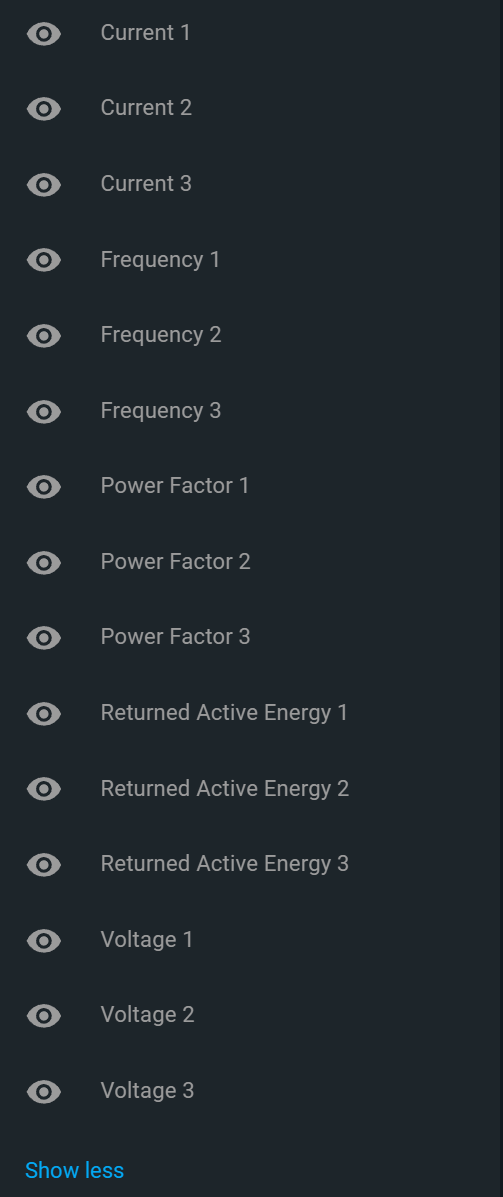 Current 1
Current 2
Current 3
Frequency 1
Frequency 2
Frequency 3
Power Factor 1
Power Factor 2
Power Factor 3
Returned Active Energy 1
Returned Active Energy 2
Returned Active Energy 3
Voltage 1
Voltage 2
Voltage 3
Show less